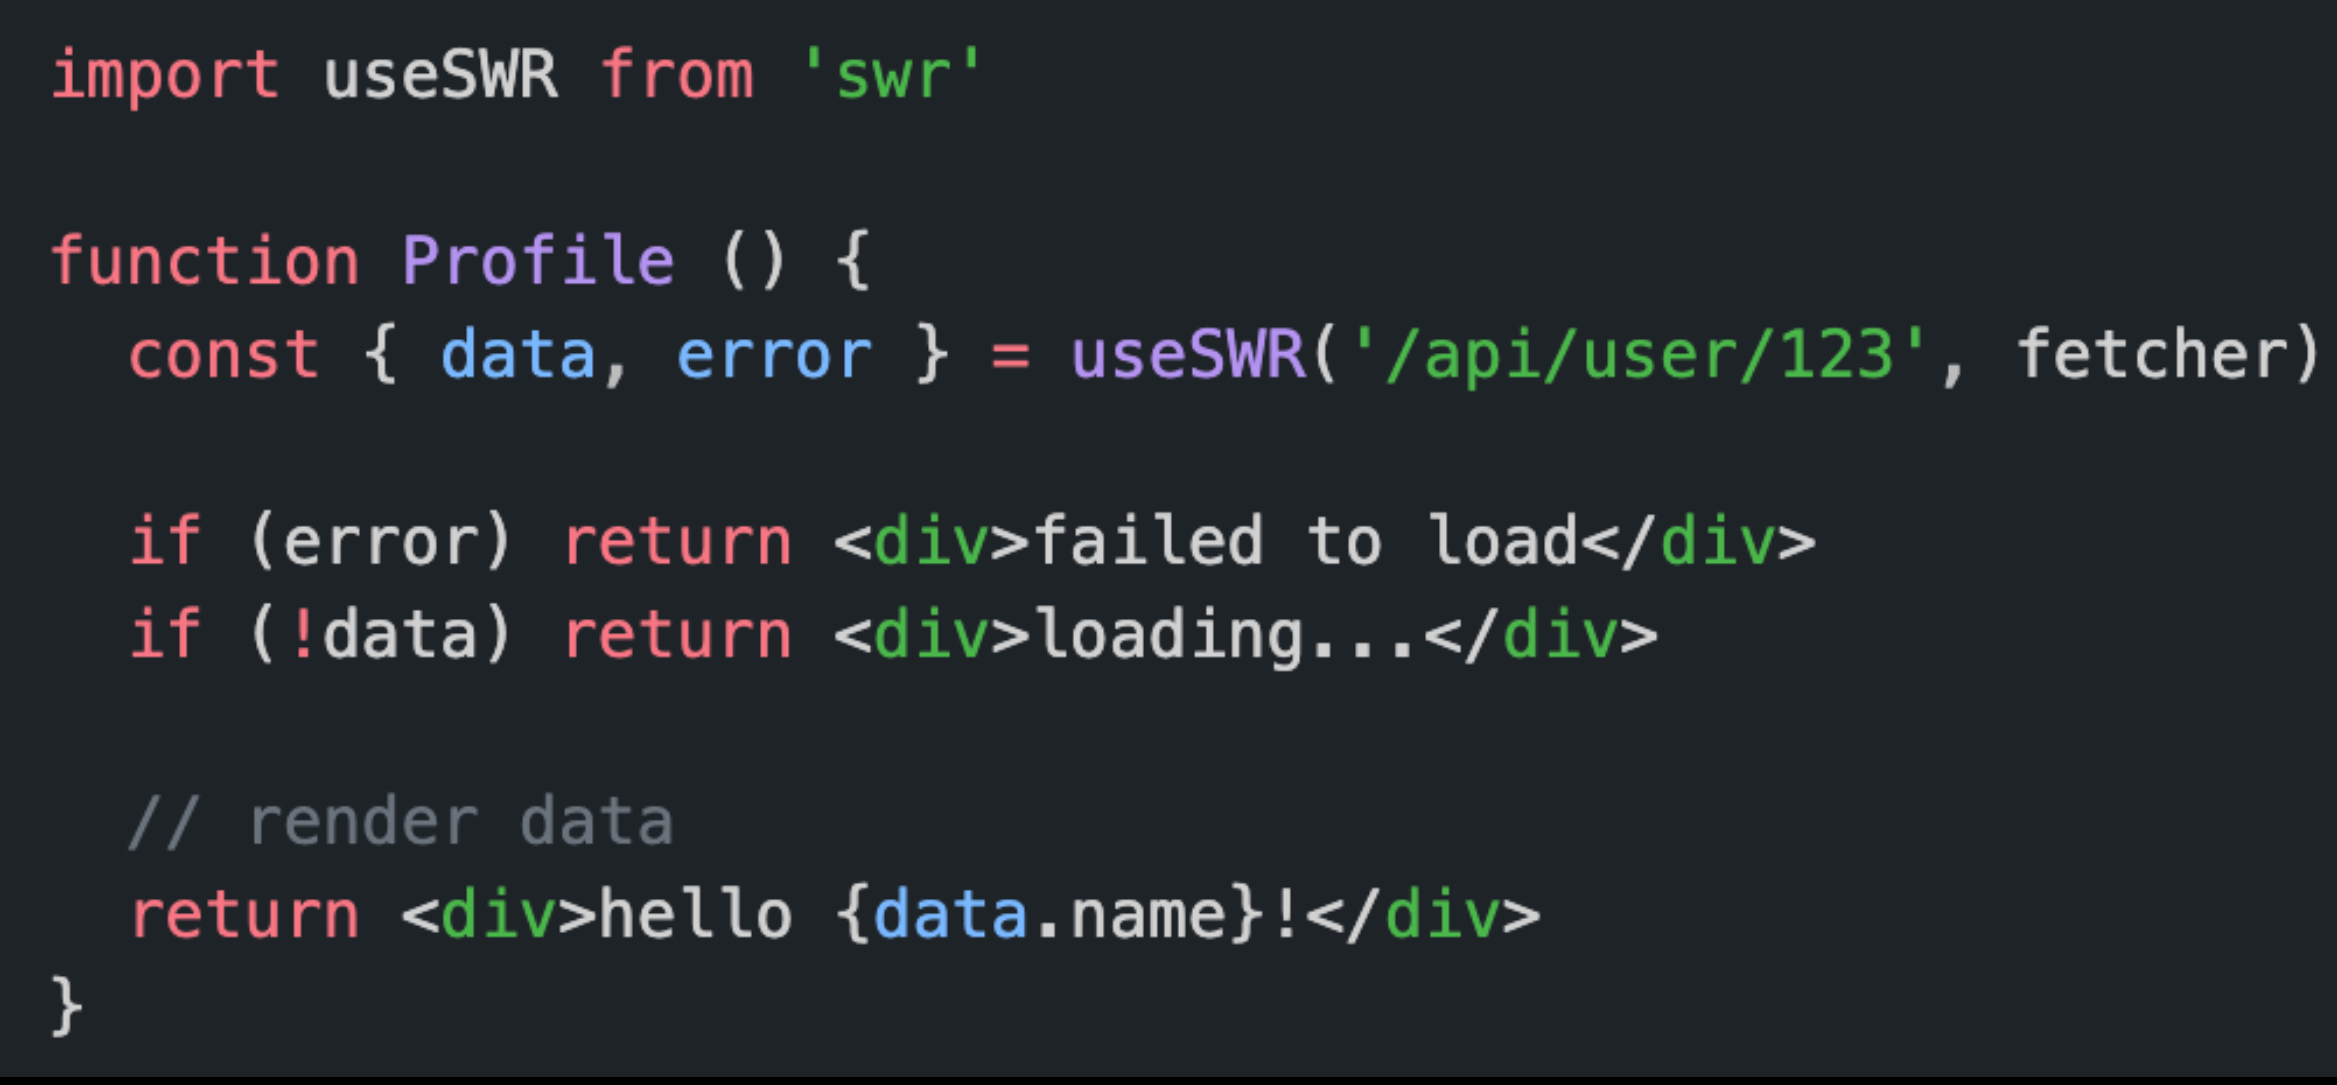 import useSWR from 'swr'

function Profile () {
  const { data, error } = useSWR('/api/user/123', fetcher)

  if (error) return <div>failed to load</div>
  if (!data) return <div>loading...</div>

  // render data
  return <div>hello {data.name}!</div>
}